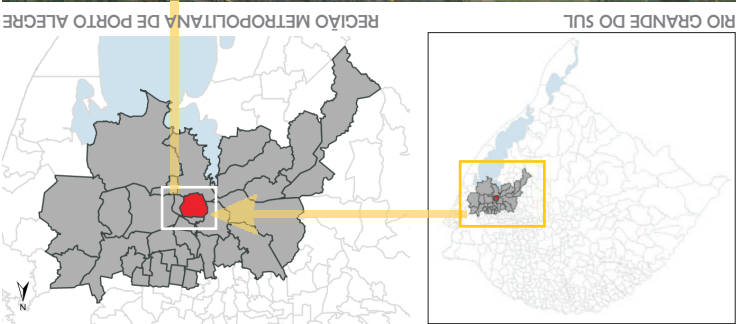 RIO GRANDE DO SUL
REGIÃO METROPOLITANA DE PORTO ALEGRE
N